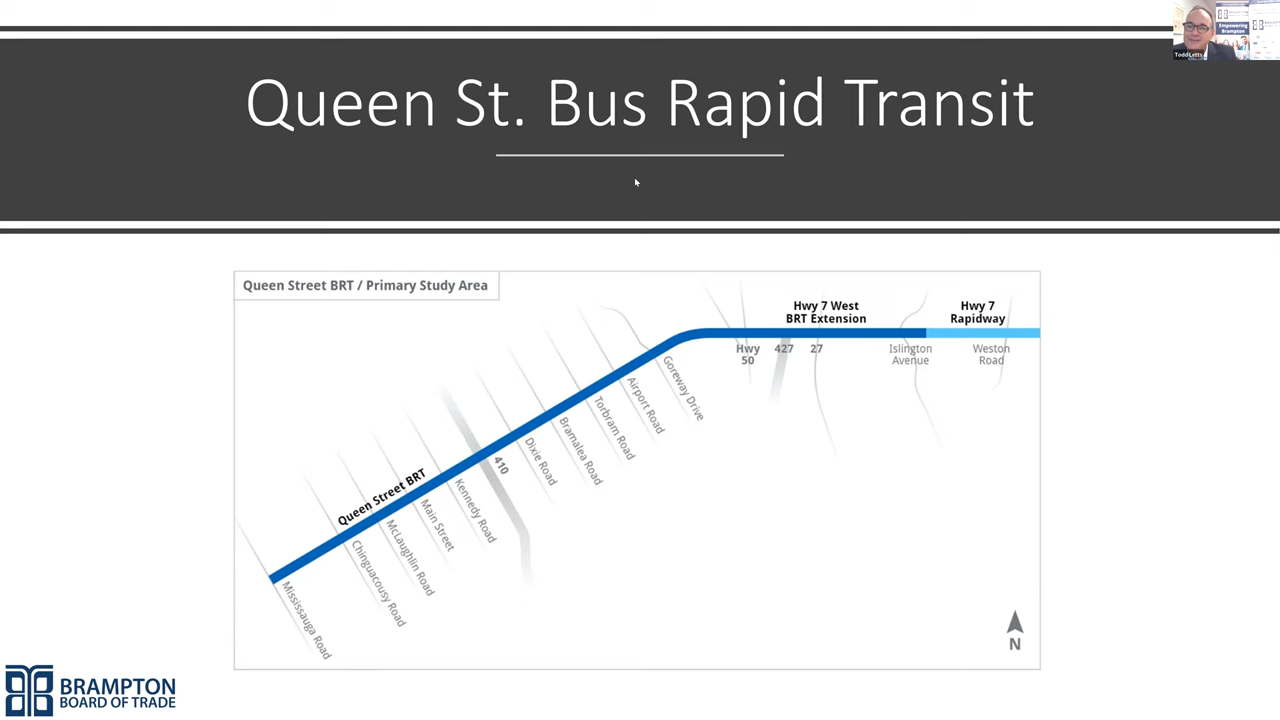 Queen St. Bus Rapid Transit
Empowering
Brampton
Todd Letts
Queen Street BRT / Primary Study Area
Hwy 7 West
BRT Extension
Hwy 7
Rapidway
Hwy
50
427
27
Islington
Avenue
Weston
Road
Goreway Drive
Airport Road
Torbram Road
Bramalea Road
Dixie Road
410
Kennedy Road
Main Street
McLaughlin Road
Chinguacousy Road
Mississauga Road
Queen Street BRT
N
BRAMPTON
BOARD OF TRADE